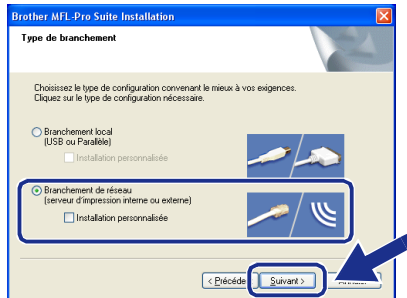 Brother MFL-Pro Suite Installation
Type de branchement
Choisissez le type de configuration convenant le mieux à vos exigences.
Cliquez sur le type de configuration nécessaire.
Branchement local
(USB ou Parallèle)
Installation personnalisée
Branchement de réseau
(serveur d'impression interne ou externe)
Installation personnalisée
< Précéde Suivant >